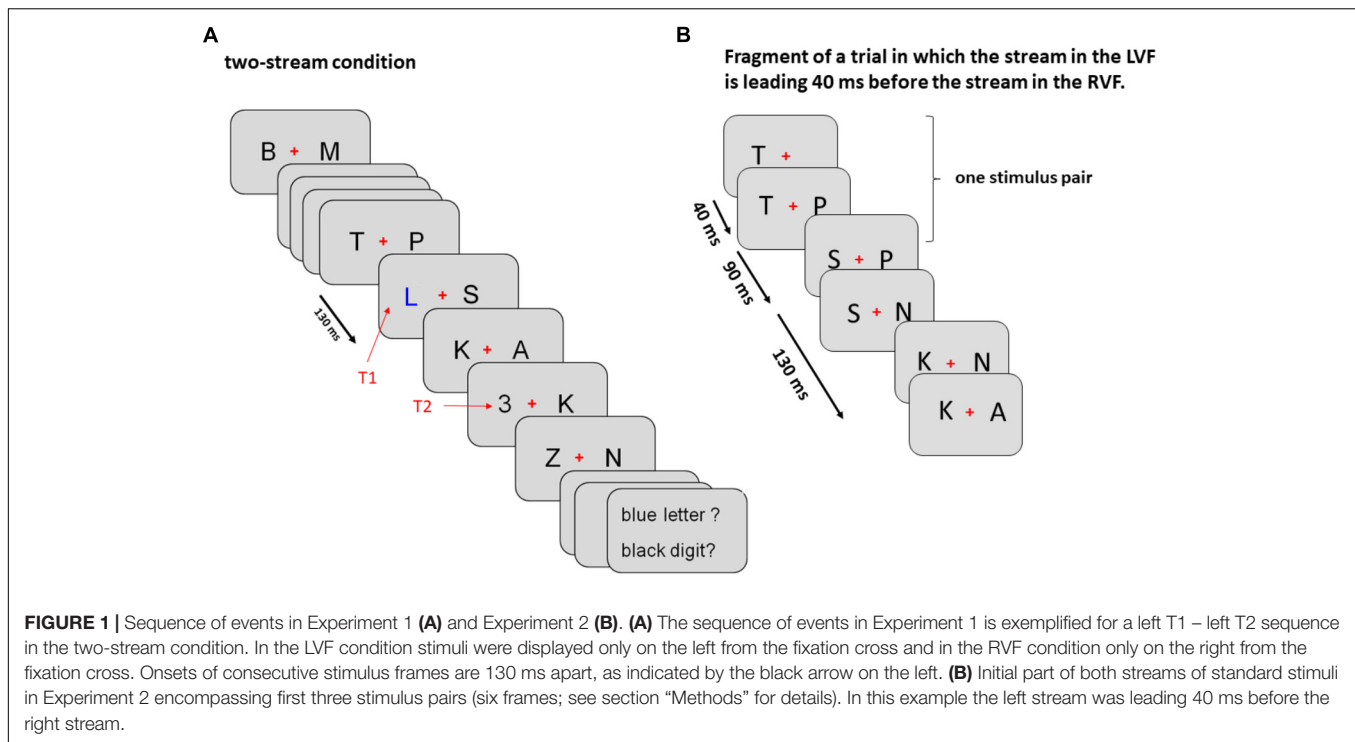 A
two-stream condition
B + M
T + P
130 ms
L + S
T1
K + A
T2
3 + K
Z + N
blue letter ?
black digit?
B
Fragment of a trial in which the stream in the LVF
is leading 40 ms before the stream in the RVF.
T +
one stimulus pair
T + P
40 ms
S + P
90 ms
S + N
130 ms
K + N
K + A
FIGURE 1 | Sequence of events in Experiment 1 (A) and Experiment 2 (B). (A) The sequence of events in Experiment 1 is exemplified for a left T1 – left T2 sequence
in the two-stream condition. In the LVF condition stimuli were displayed only on the left from the fixation cross and in the RVF condition only on the right from the
fixation cross. Onsets of consecutive stimulus frames are 130 ms apart, as indicated by the black arrow on the left. (B) Initial part of both streams of standard stimuli
in Experiment 2 encompassing first three stimulus pairs (six frames; see section “Methods” for details). In this example the left stream was leading 40 ms before the
right stream.